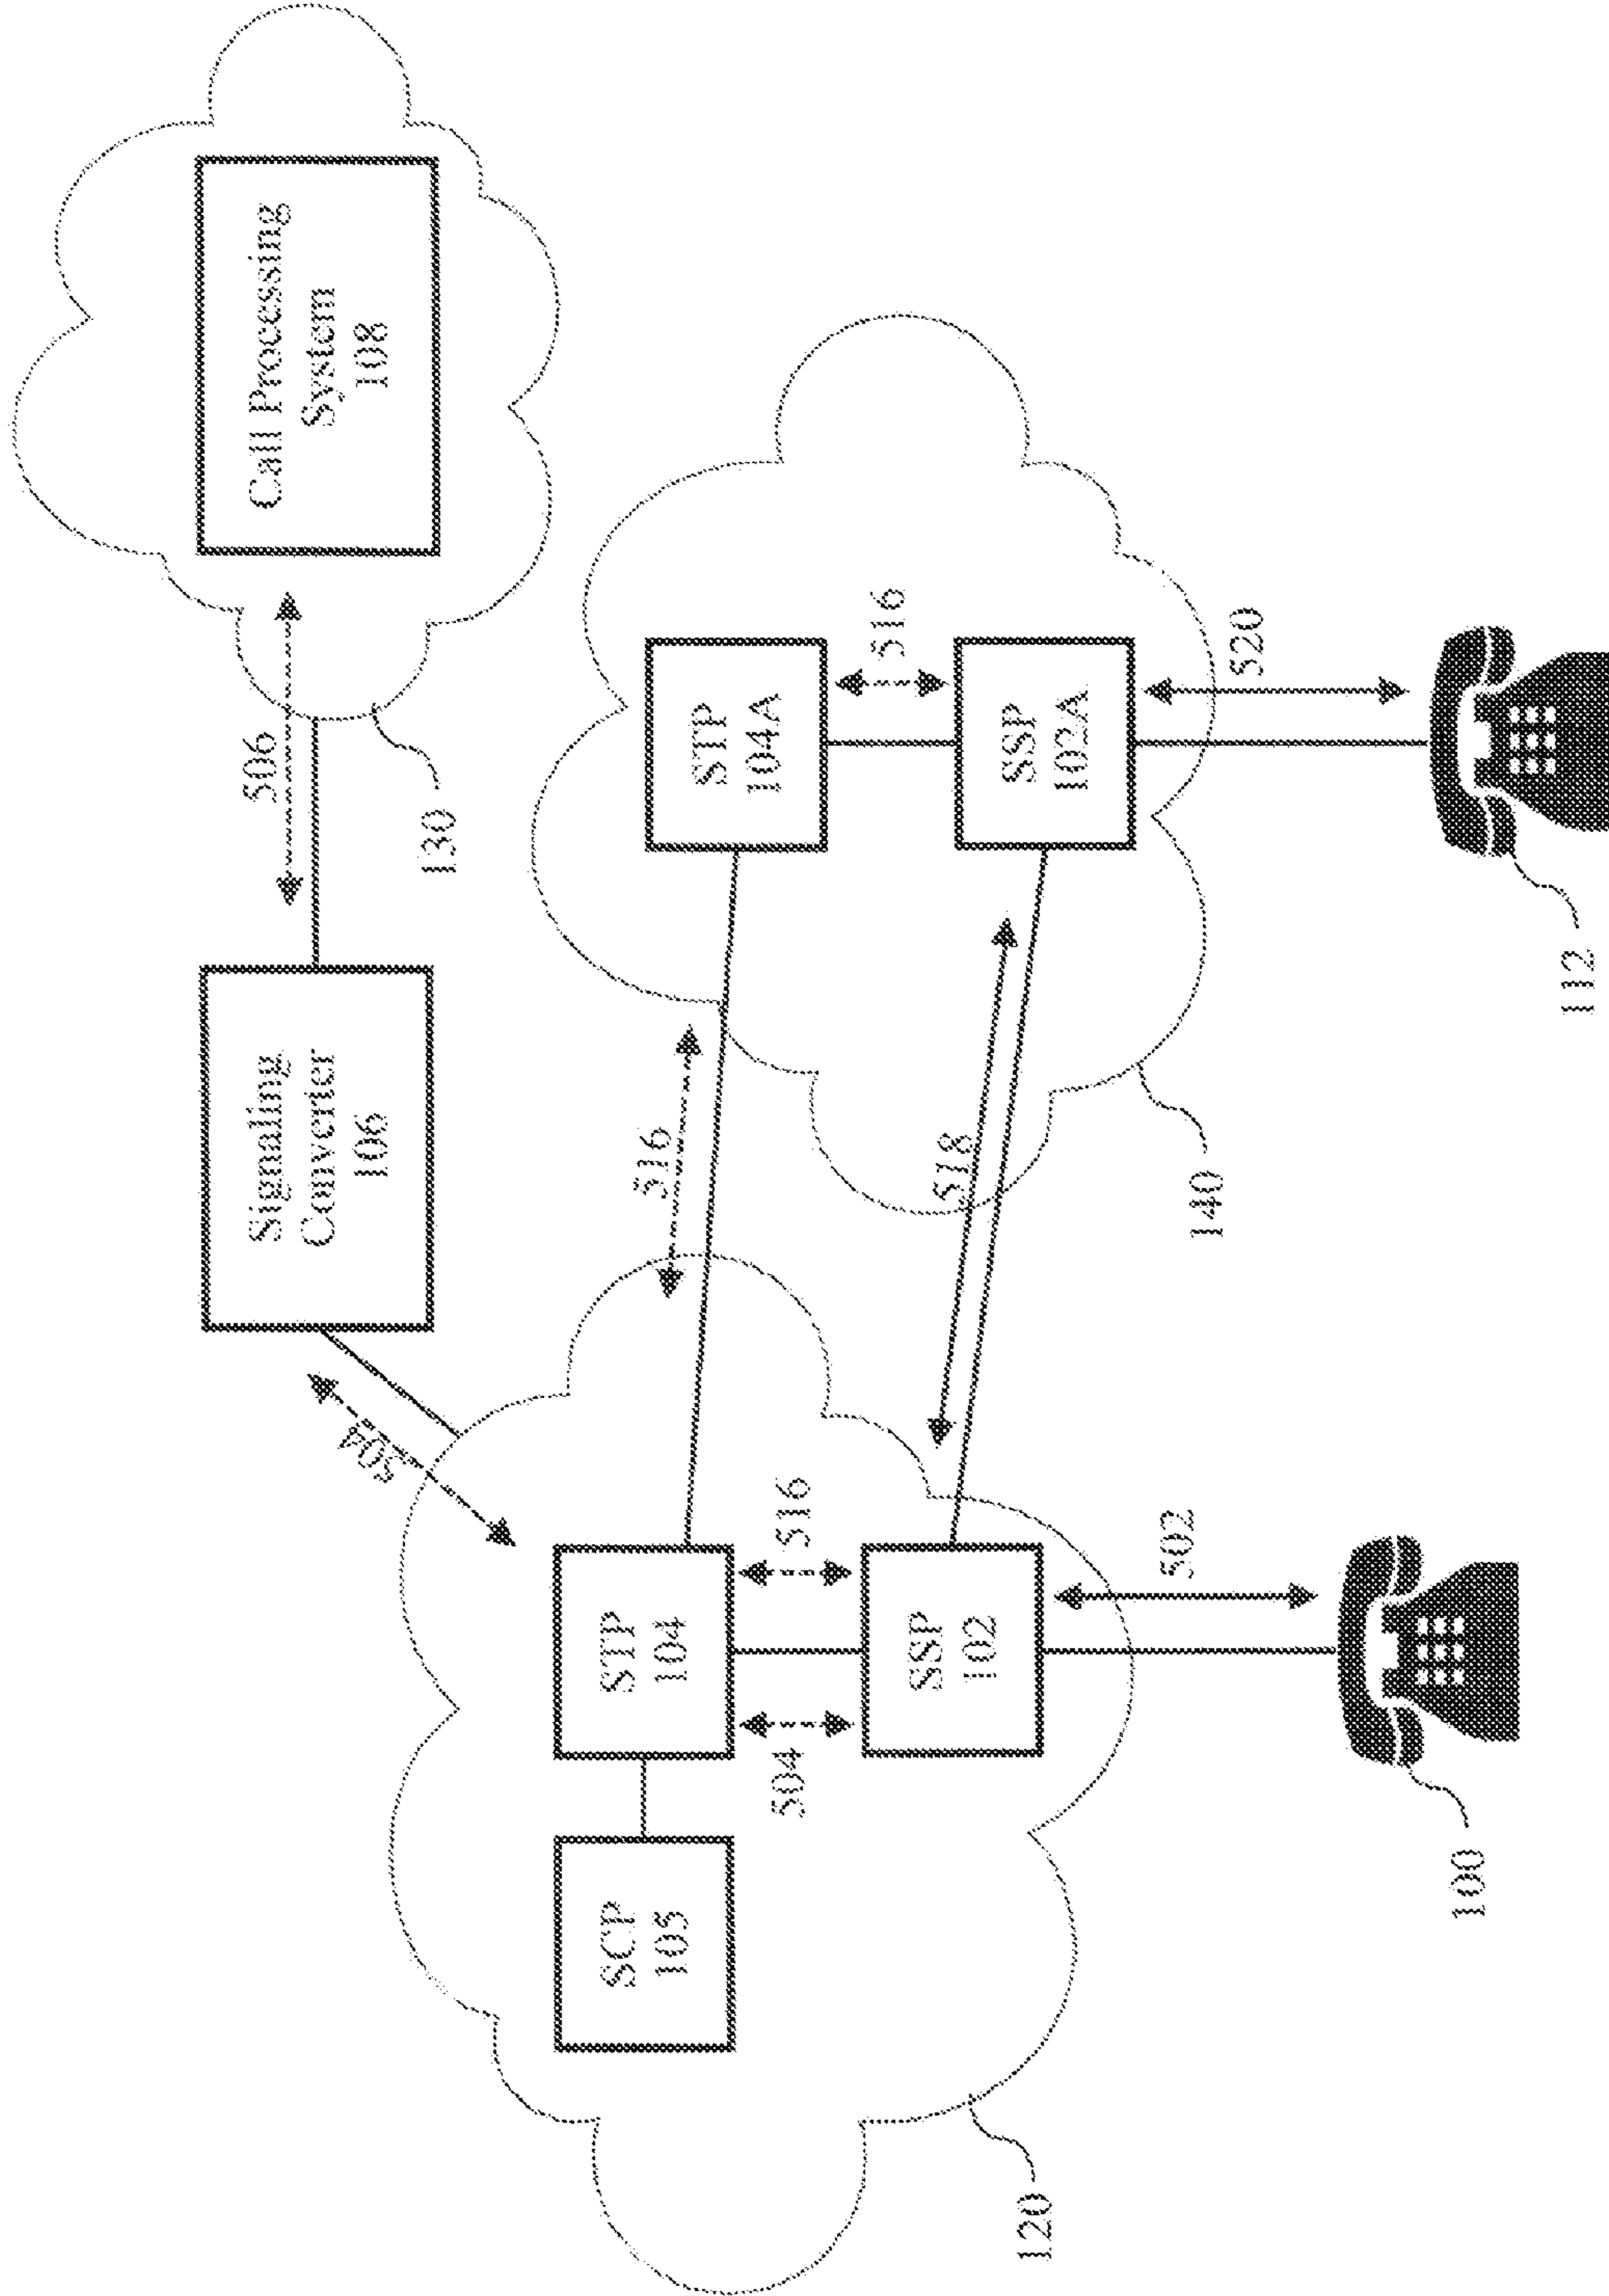 Call Processing
System
108
506
130
Signaling
Converter
106
504
STP
104A
516
SSP
102A
520
112
516
518
140
STP
104
516
SCP
105
504
SSP
102
502
100
120